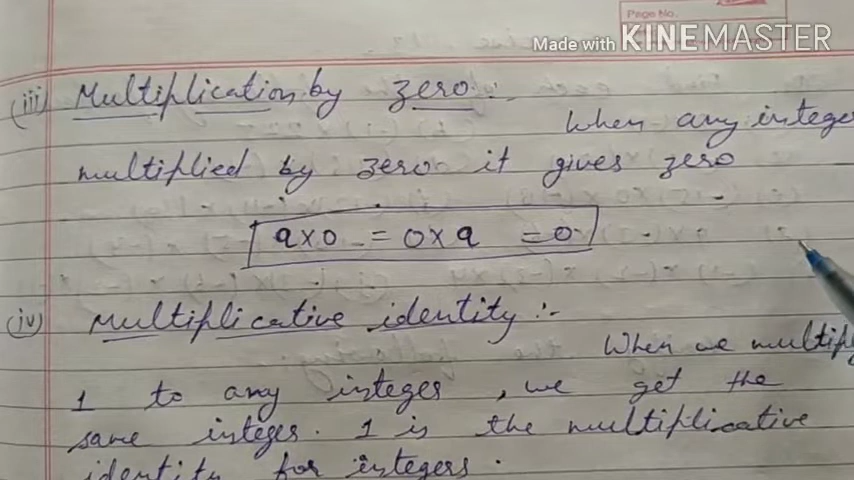 Page No.
Made with KINEMASTER
(iii) Multiplication by zero :-
When any integer
multiplied by zero it gives zero
a x 0 = 0 x a = 0
(iv) Multiplicative identity :-
When we multiply
1 to any integer, we get the
same integer. 1 is the multiplicative
identity for integers.